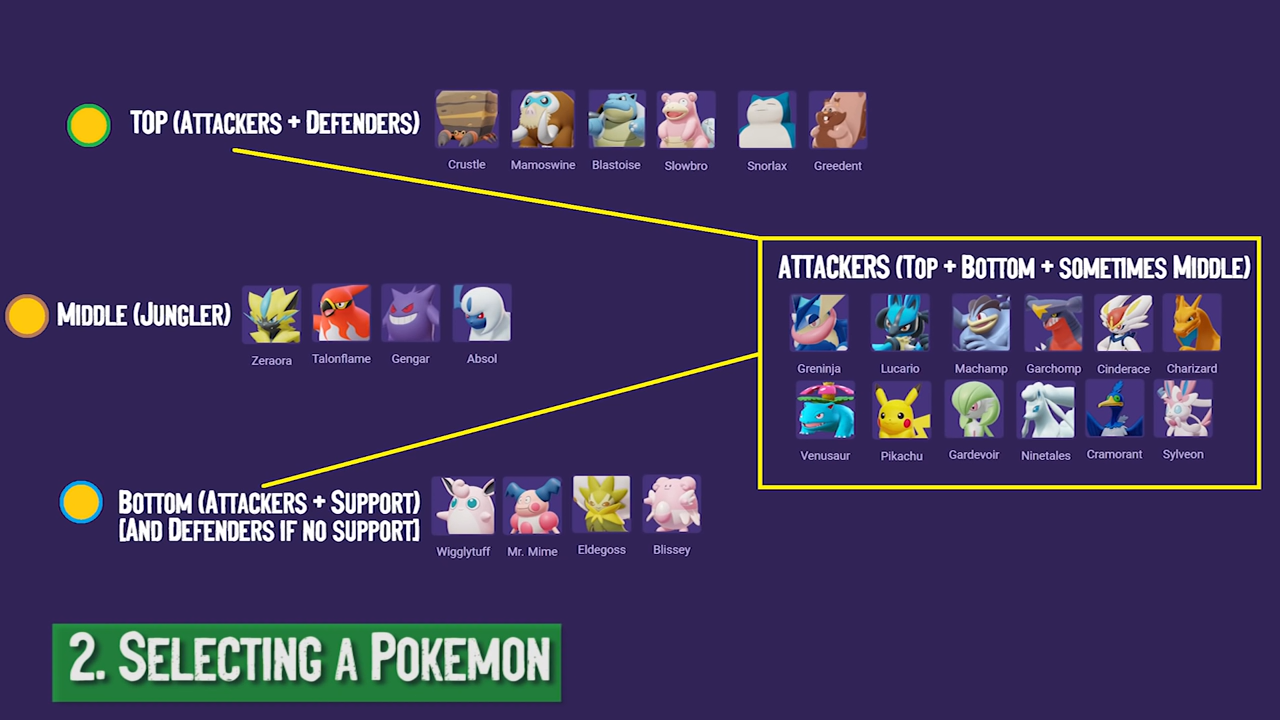 TOP (ATTACKERS + DEFENDERS)
Crustle Mamoswine Blastoise Slowbro Snorlax Greedent
MIDDLE (JUNGLER)
Zeraora Talonflame Gengar Absol
ATTACKERS (TOP + BOTTOM + SOMETIMES MIDDLE)
Greninja Lucario Machamp Garchomp Cinderace Charizard
Venusaur Pikachu Gardevoir Ninetales Cramorant Sylveon
BOTTOM (ATTACKERS + SUPPORT)
[AND DEFENDERS IF NO SUPPORT]
Wigglytuff Mr. Mime Eldegoss Blissey
2. SELECTING A POKEMON